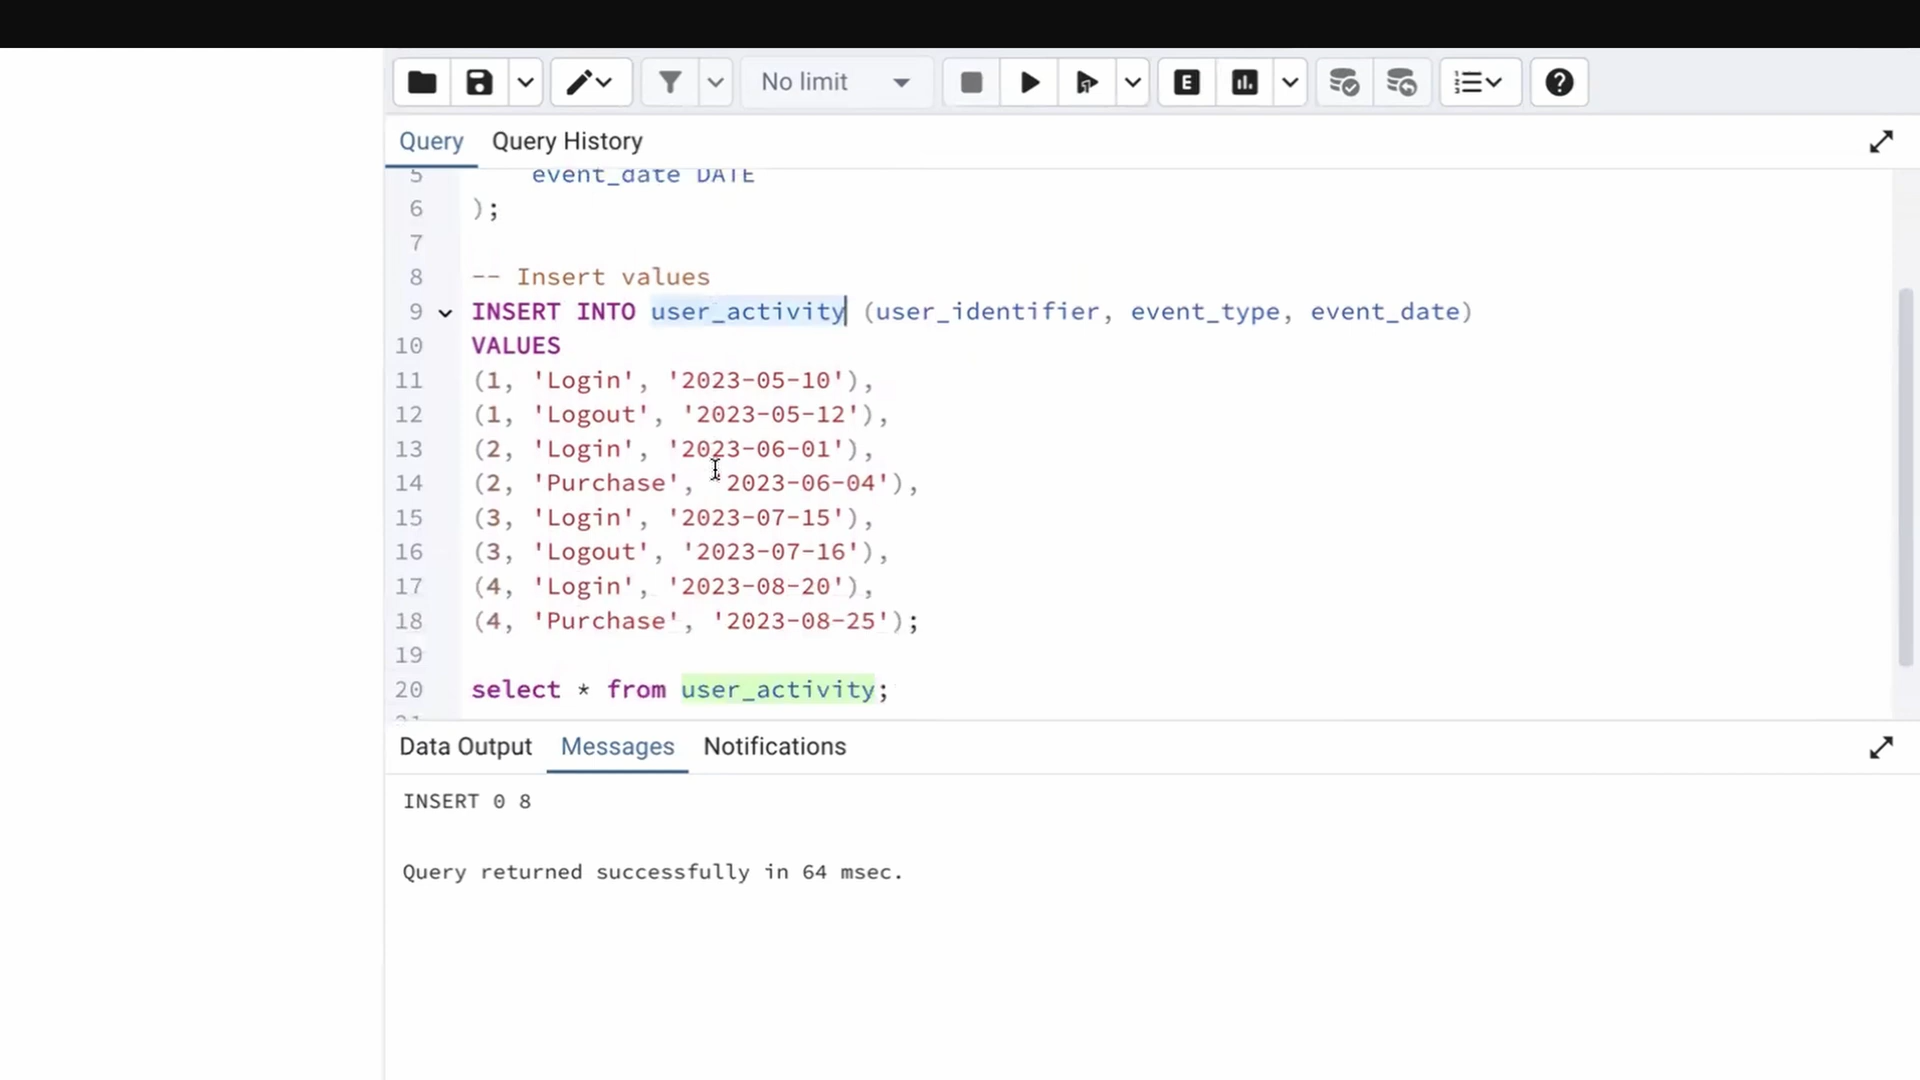 No limit
E
Query Query History
5 event_date DATE
6 );
7
8 -- Insert values
9 INSERT INTO user_activity (user_identifier, event_type, event_date)
10 VALUES
11 (1, 'Login', '2023-05-10'),
12 (1, 'Logout', '2023-05-12'),
13 (2, 'Login', '2023-06-01'),
14 (2, 'Purchase', '2023-06-04'),
15 (3, 'Login', '2023-07-15'),
16 (3, 'Logout', '2023-07-16'),
17 (4, 'Login', '2023-08-20'),
18 (4, 'Purchase', '2023-08-25');
19
20 select * from user_activity;
21
Data Output Messages Notifications
INSERT 0 8
Query returned successfully in 64 msec.